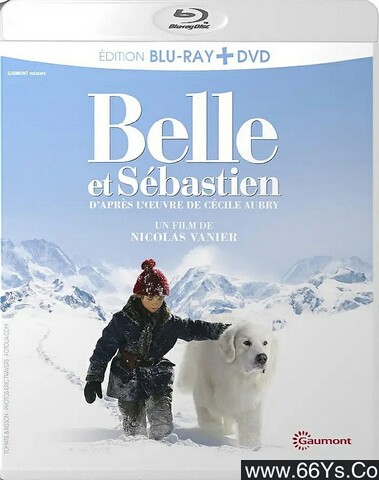 Blu-ray Disc
ÉDITION BLU-RAY + DVD
GAUMONT présente
Belle
et Sébastien
D'APRÈS L'ŒUVRE DE CÉCILE AUBRY
UN FILM DE
NICOLAS VANIER
Gaumont
www.66Ys.Co